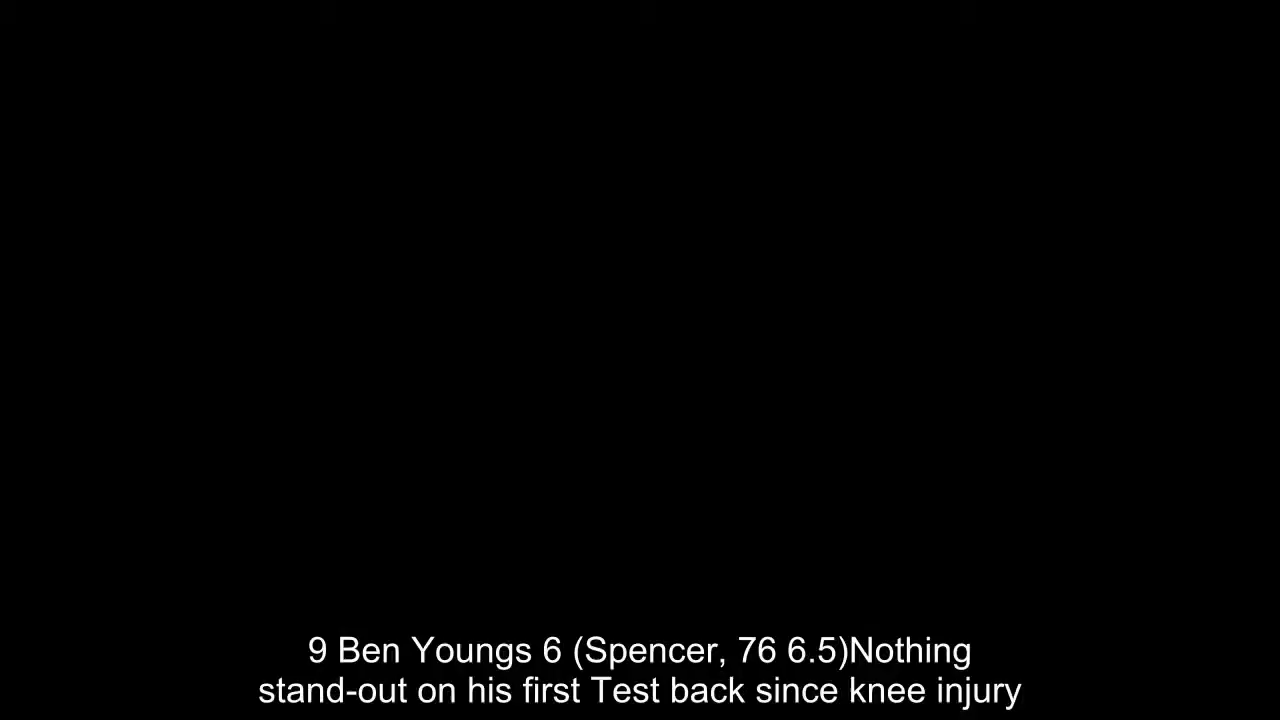 9 Ben Youngs 6 (Spencer, 76 6.5)Nothing
stand-out on his first Test back since knee injury